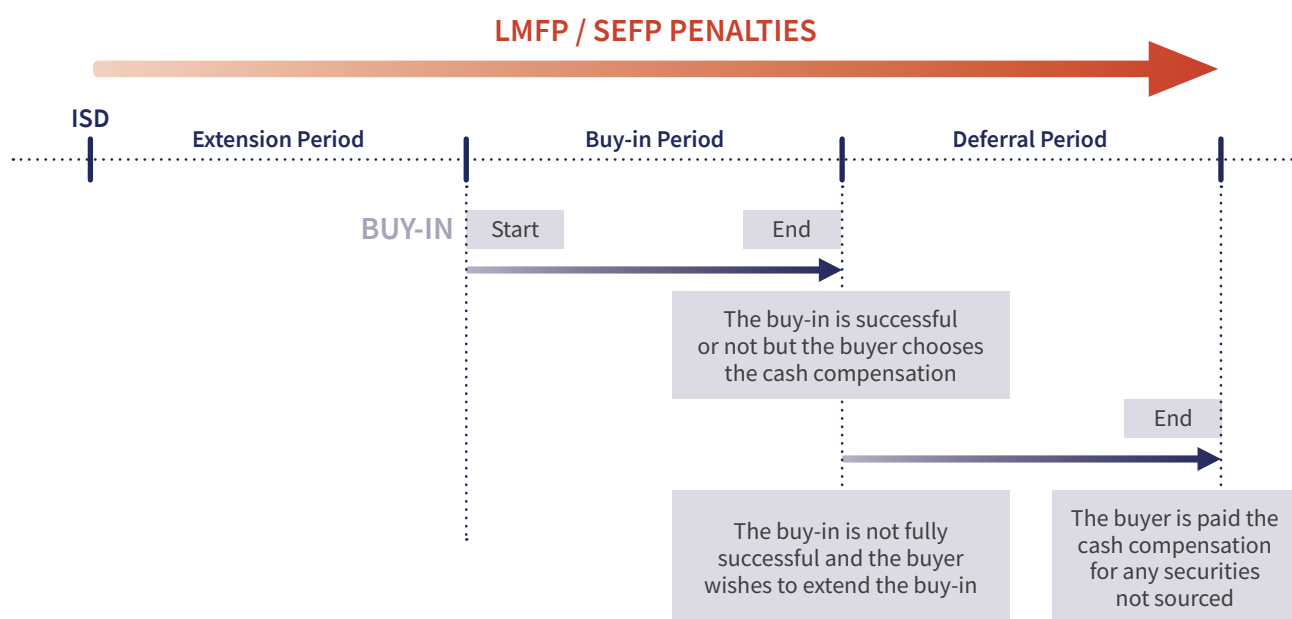 LMFP / SEFP PENALTIES
ISD
Extension Period
Buy-in Period
Deferral Period
BUY-IN
Start
End
The buy-in is successful
or not but the buyer chooses
the cash compensation
End
The buy-in is not fully
successful and the buyer
wishes to extend the buy-in
The buyer is paid the
cash compensation
for any securities
not sourced